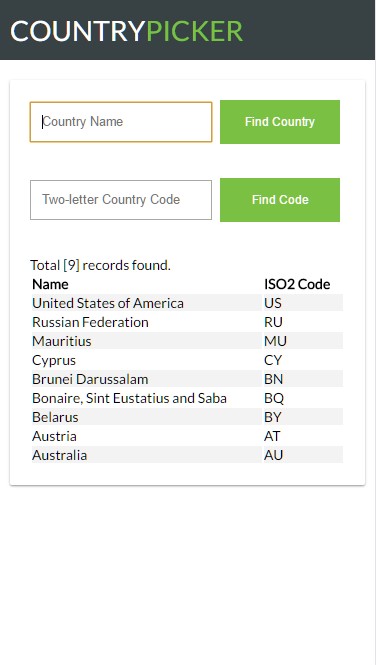 COUNTRYPICKER
Country Name Find Country
Two-letter Country Code Find Code
Total [9] records found.
Name ISO2 Code
United States of America US
Russian Federation RU
Mauritius MU
Cyprus CY
Brunei Darussalam BN
Bonaire, Sint Eustatius and Saba BQ
Belarus BY
Austria AT
Australia AU